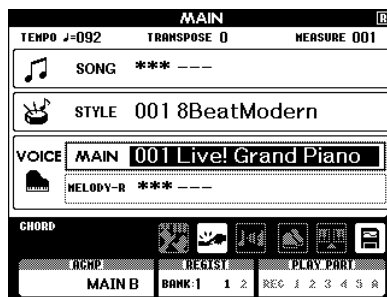 MAIN
TEMPO ♩=092 TRANSPOSE 0 MEASURE 001
SONG *** ---
STYLE 001 8BeatModern
VOICE MAIN 001 Live! Grand Piano
MELODY-R *** ---
CHORD
ACMP REGIST PLAY PART
MAIN B BANK:1 1 2 REC 1 2 3 4 5 A